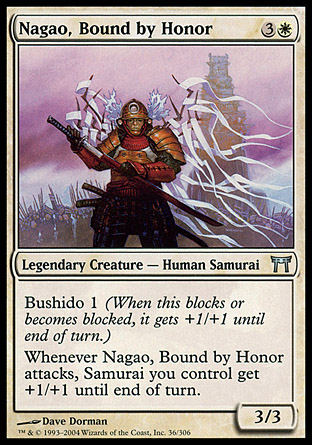 Nagao, Bound by Honor 3
Legendary Creature — Human Samurai
Bushido 1 (When this blocks or
becomes blocked, it gets +1/+1 until
end of turn.)
Whenever Nagao, Bound by Honor
attacks, Samurai you control get
+1/+1 until end of turn.
Dave Dorman
™ & © 1993–2004 Wizards of the Coast, Inc. 36/306
3/3